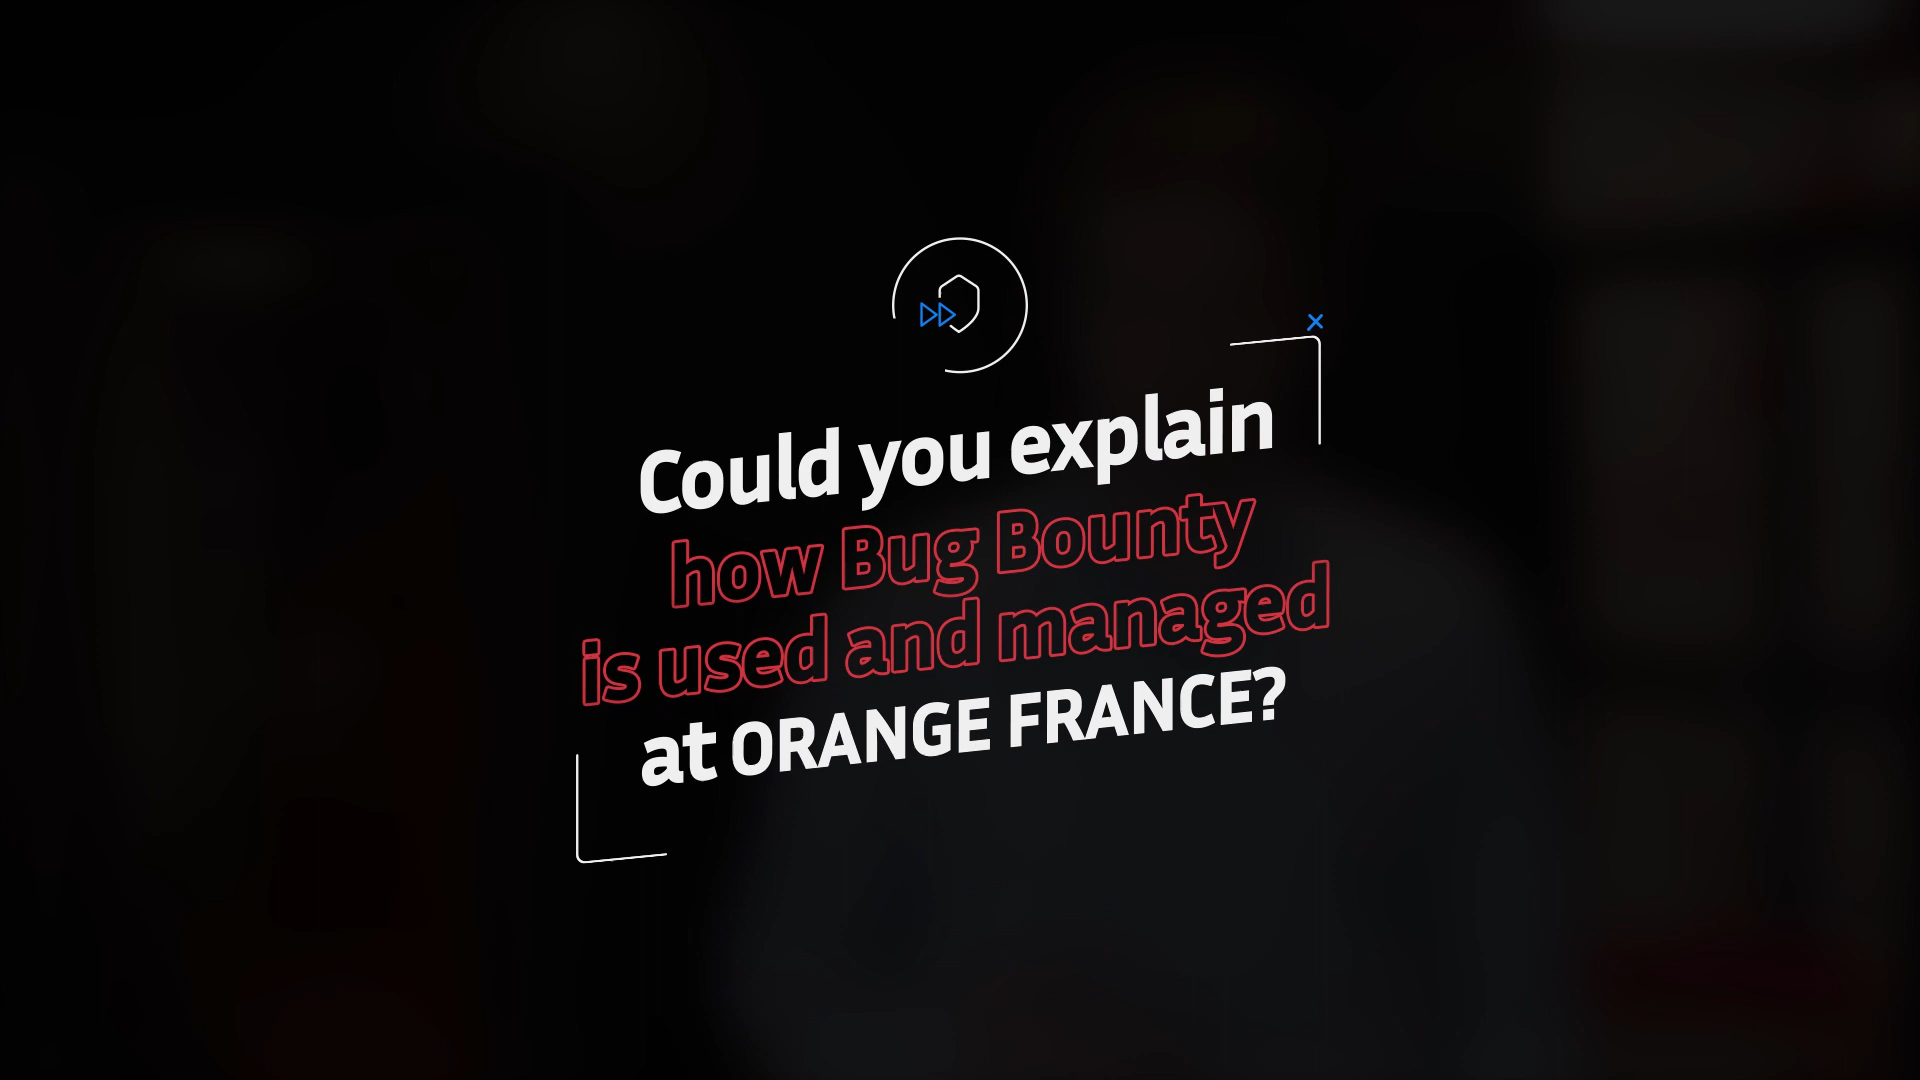 Could you explain
how Bug Bounty
is used and managed
at ORANGE FRANCE?